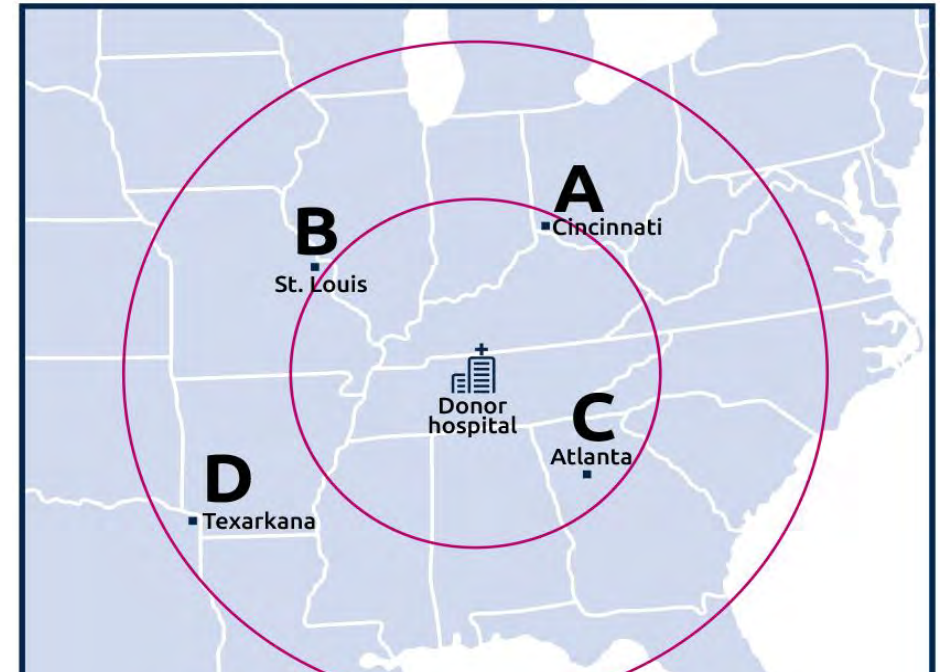 A
Cincinnati
B
St. Louis
Donor
hospital
C
Atlanta
D
Texarkana